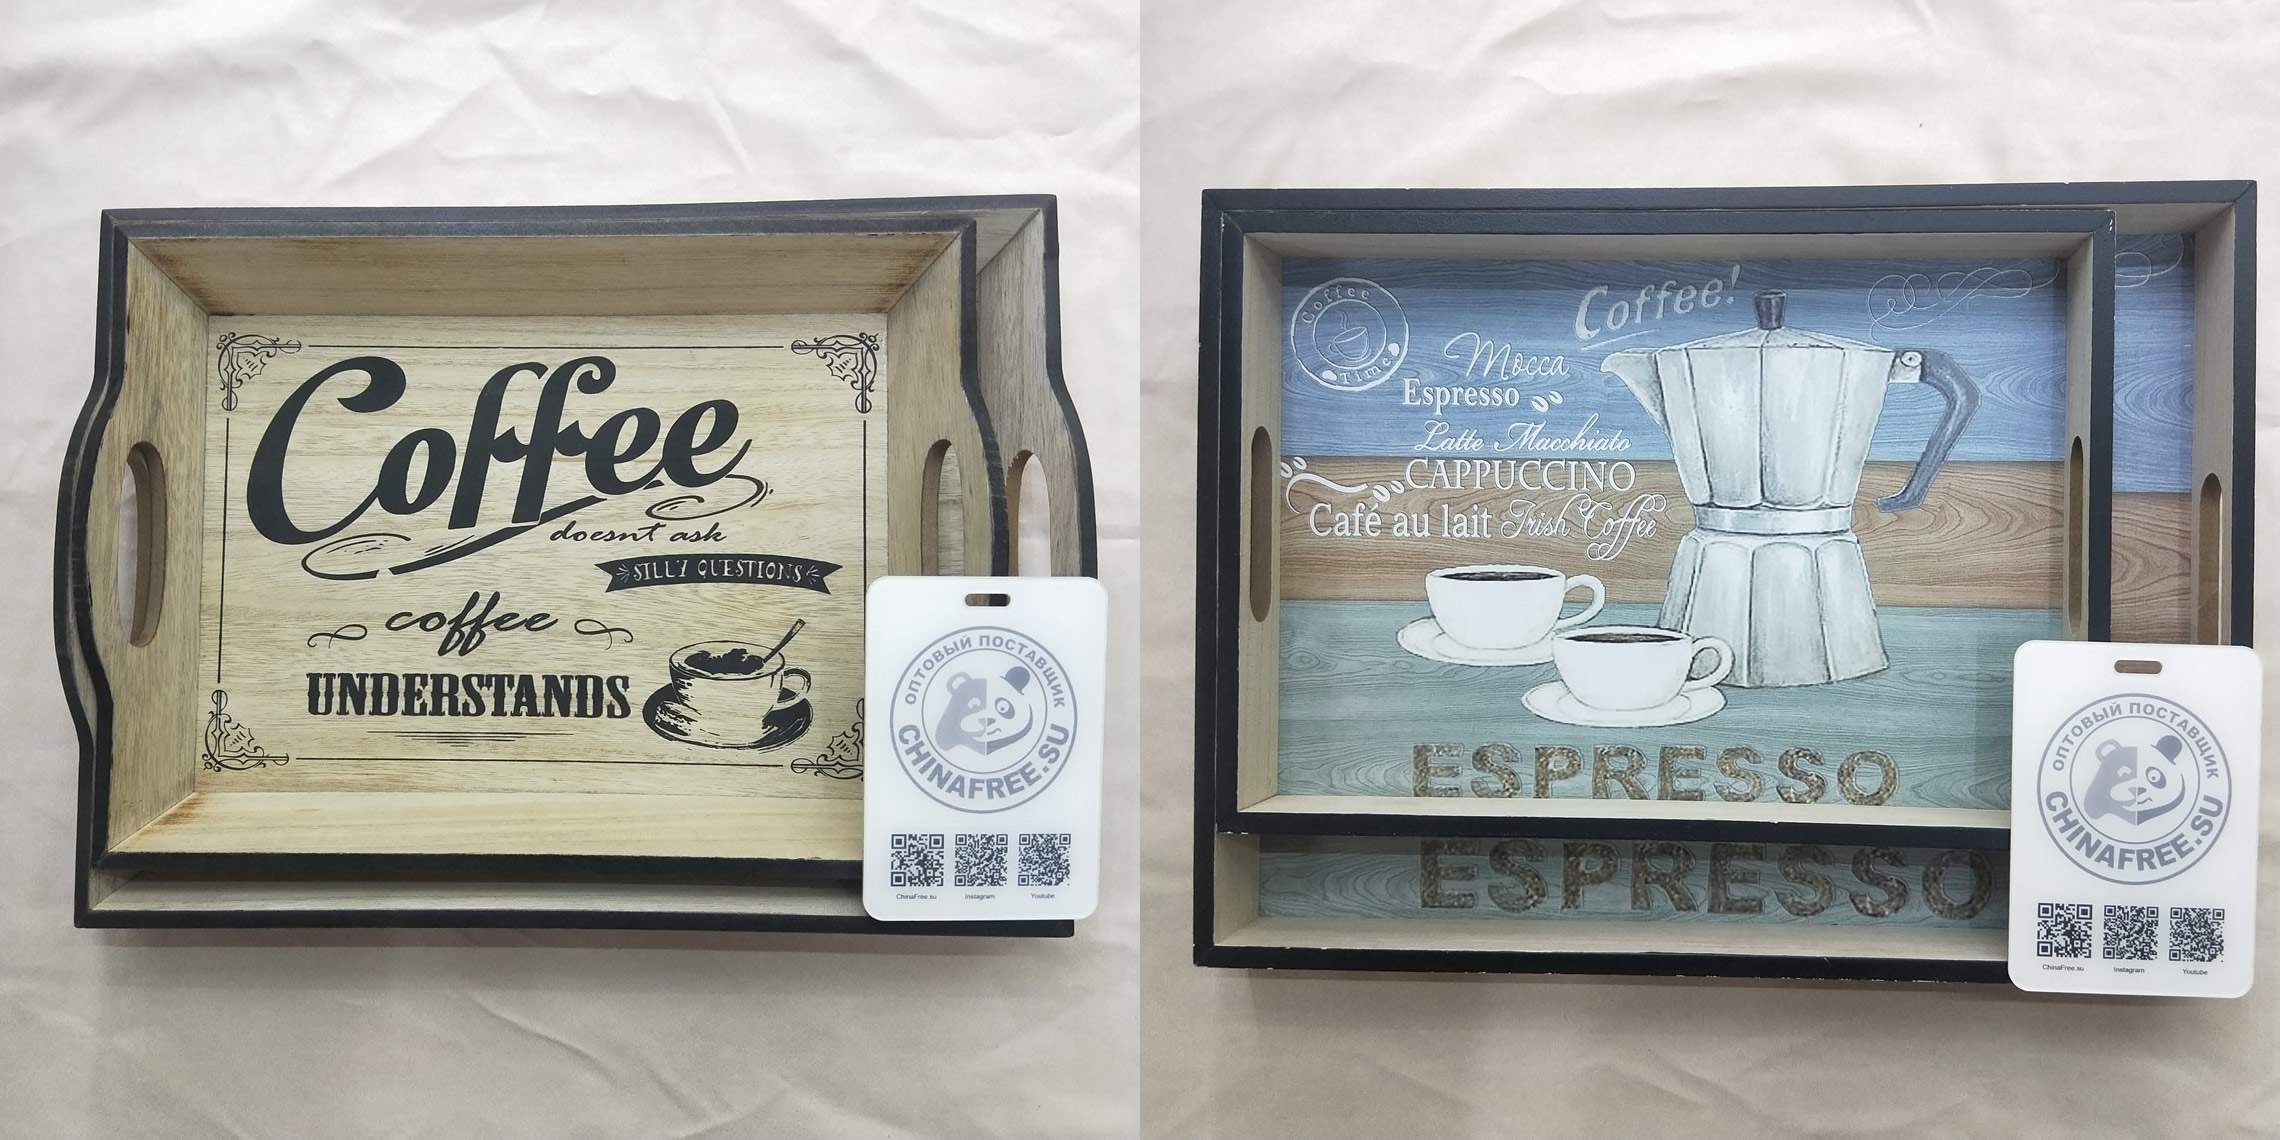 Coffee
doesnt ask
SILLY QUESTIONS
coffee
UNDERSTANDS
ОПТОВЫЙ ПОСТАВЩИК
CHINAFREE.SU
ChinaFree.su
Instagram
Youtube
Coffee
Time
Coffee!
Mocca
Espresso
Latte Macchiato
CAPPUCCINO
Café au lait Irish Coffee
ESPRESSO
ESPRESSO
ОПТОВЫЙ ПОСТАВЩИК
CHINAFREE.SU
ChinaFree.su
Instagram
Youtube